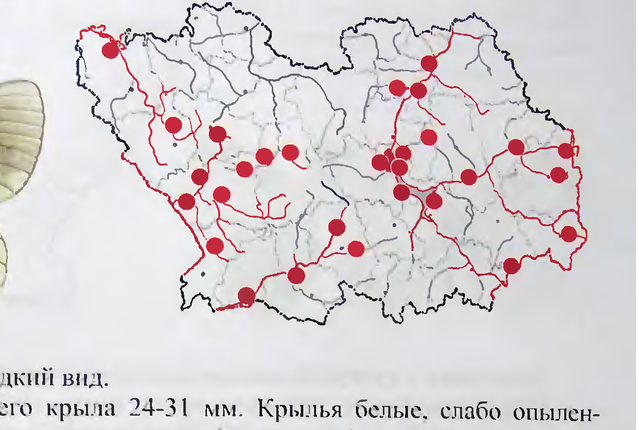 дкий вид.
его крыла 24-31 мм. Крылья белые, слабо опылен-